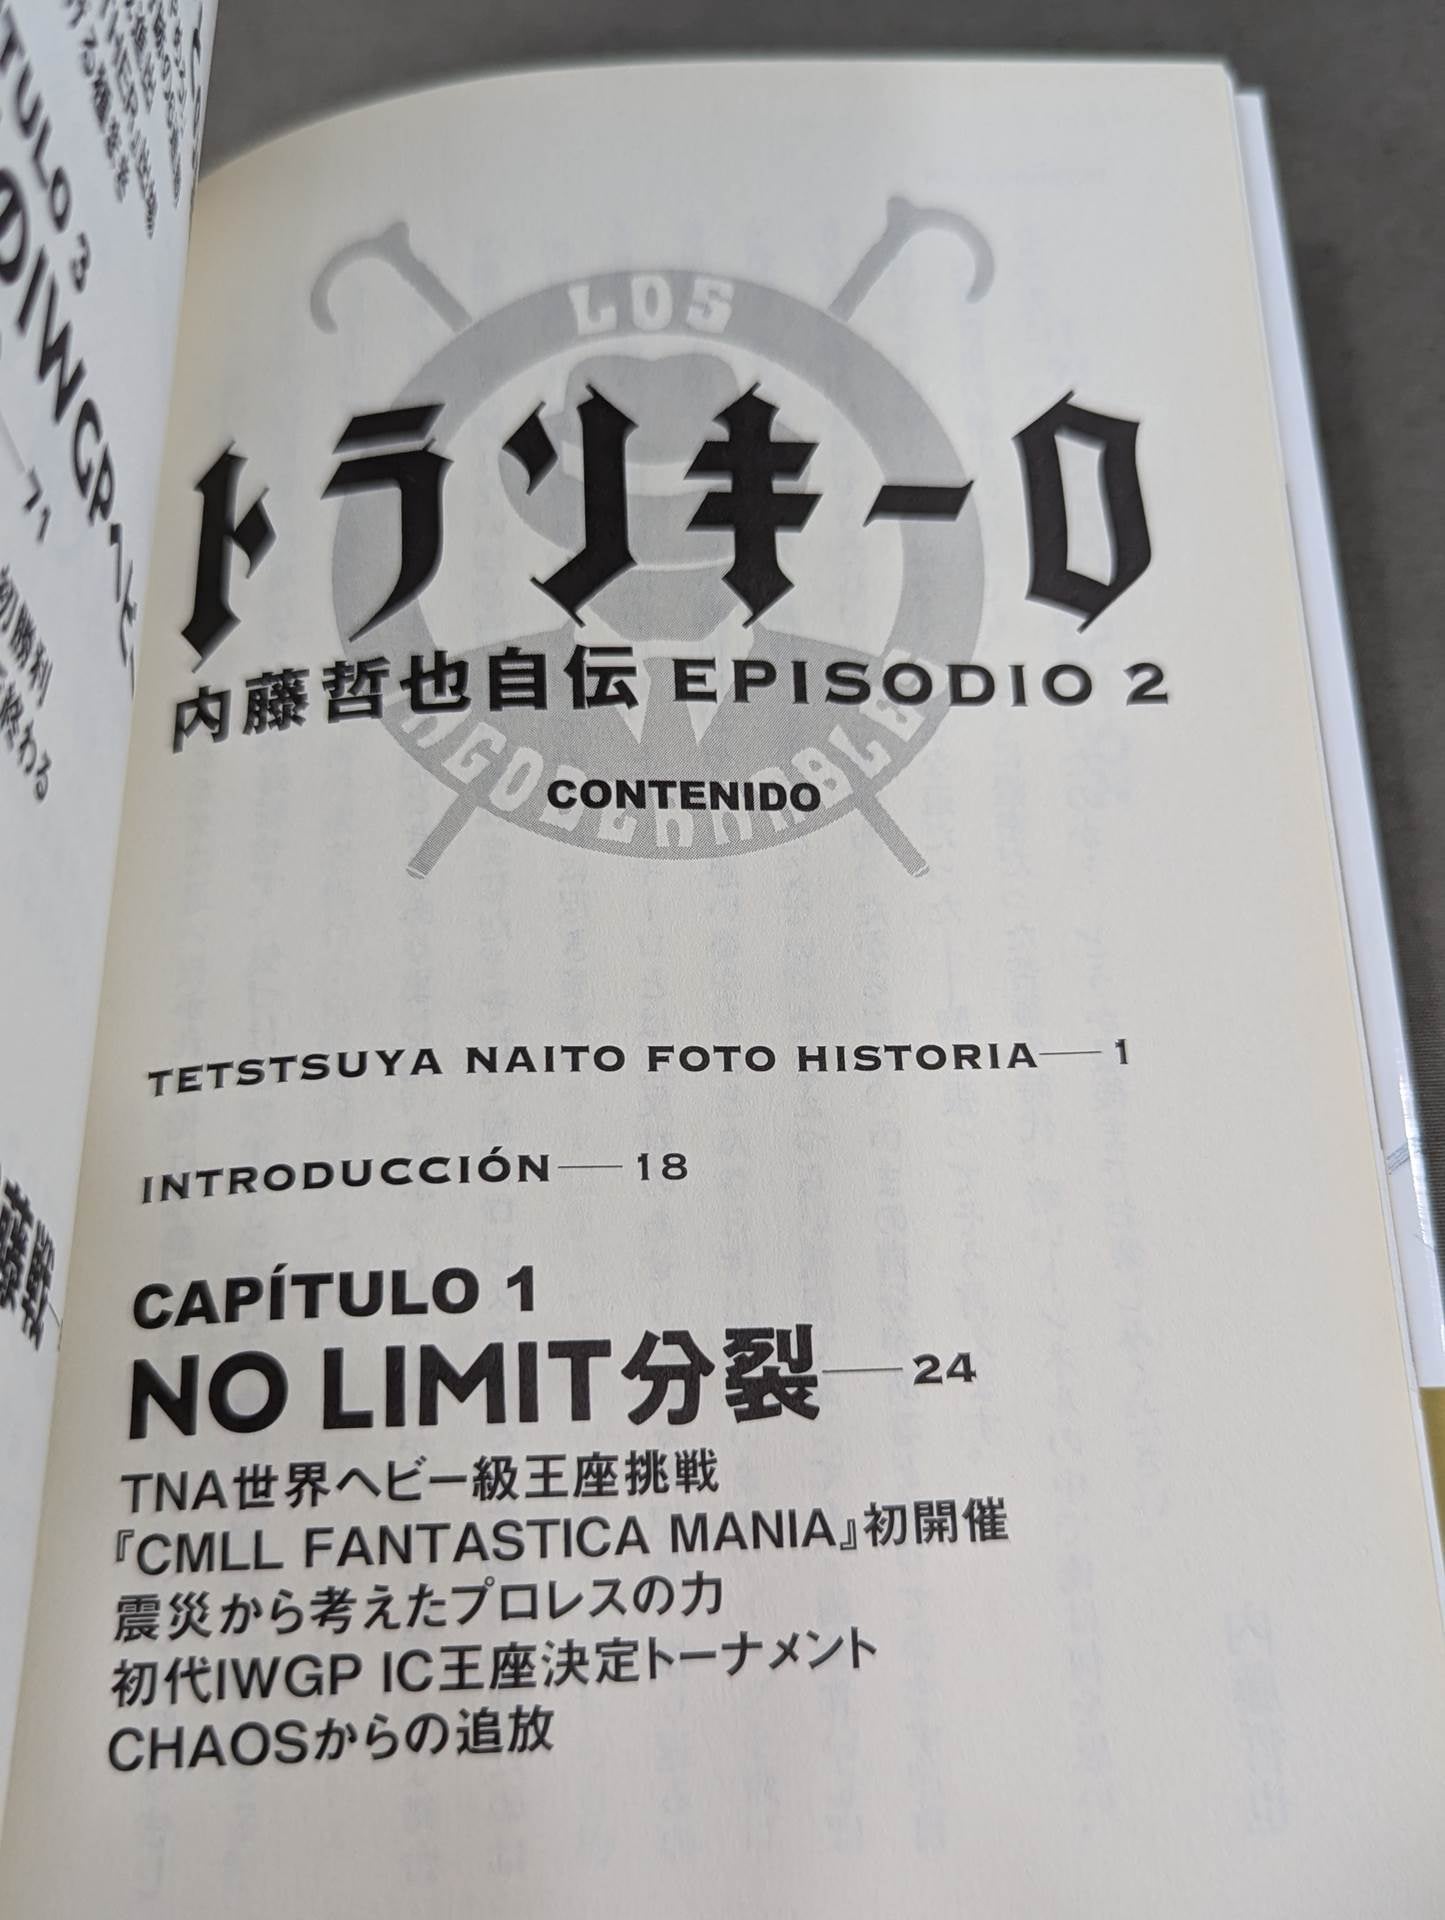 LOS
INGOBERNABLES
トランキーロ
内藤哲也自伝 EPISODIO 2
CONTENIDO
TETSTSUYA NAITO FOTO HISTORIA――1
INTRODUCCIÓN――18
CAPÍTULO 1
NO LIMIT分裂――24
TNA世界ヘビー級王座挑戦
『CMLL FANTASTICA MANIA』初開催
震災から考えたプロレスの力
初代IWGP IC王座決定トーナメント
CHAOSからの追放